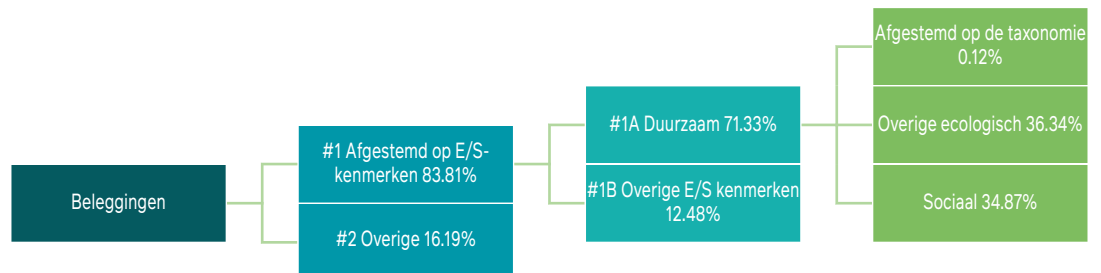 Beleggingen
#1 Afgestemd op E/S-
kenmerken 83.81%
#2 Overige 16.19%
#1A Duurzaam 71.33%
#1B Overige E/S kenmerken
12.48%
Afgestemd op de taxonomie
0.12%
Overige ecologisch 36.34%
Sociaal 34.87%